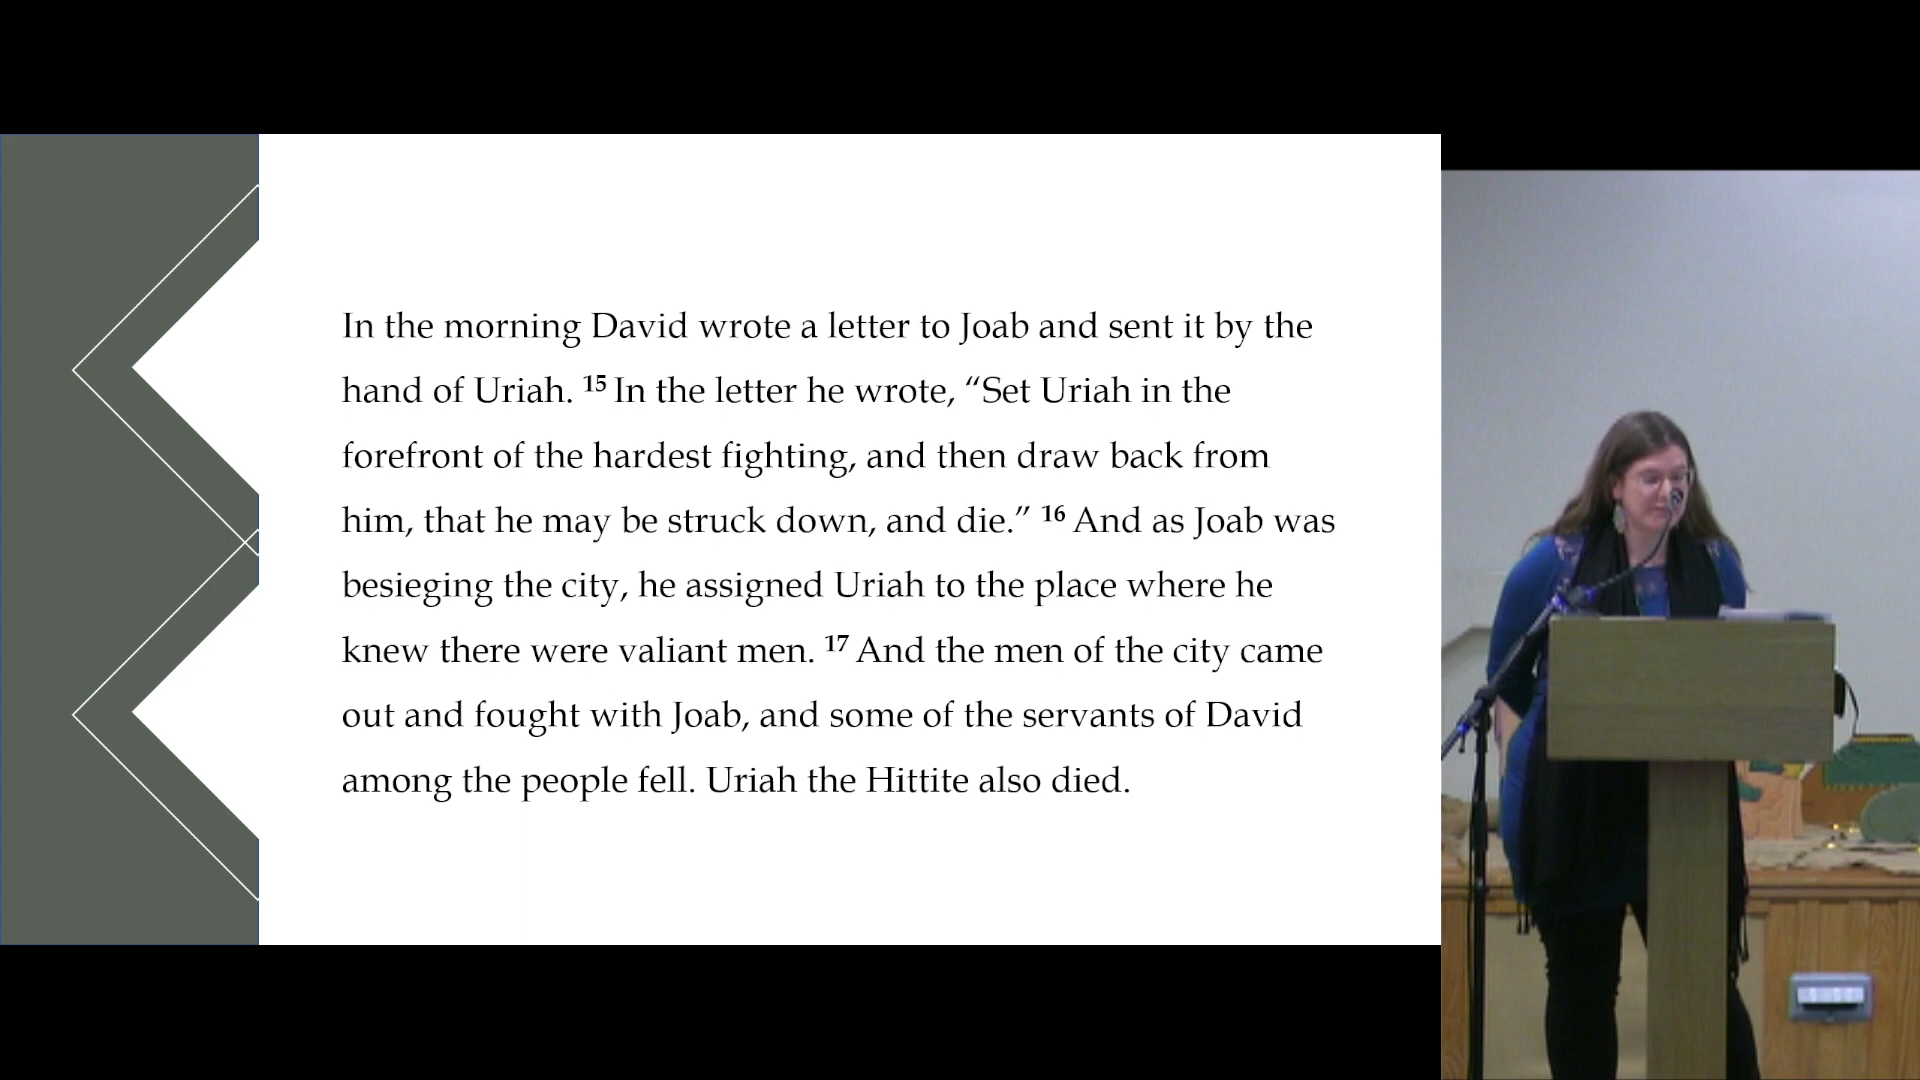 In the morning David wrote a letter to Joab and sent it by the
hand of Uriah. 15 In the letter he wrote, “Set Uriah in the
forefront of the hardest fighting, and then draw back from
him, that he may be struck down, and die.” 16 And as Joab was
besieging the city, he assigned Uriah to the place where he
knew there were valiant men. 17 And the men of the city came
out and fought with Joab, and some of the servants of David
among the people fell. Uriah the Hittite also died.